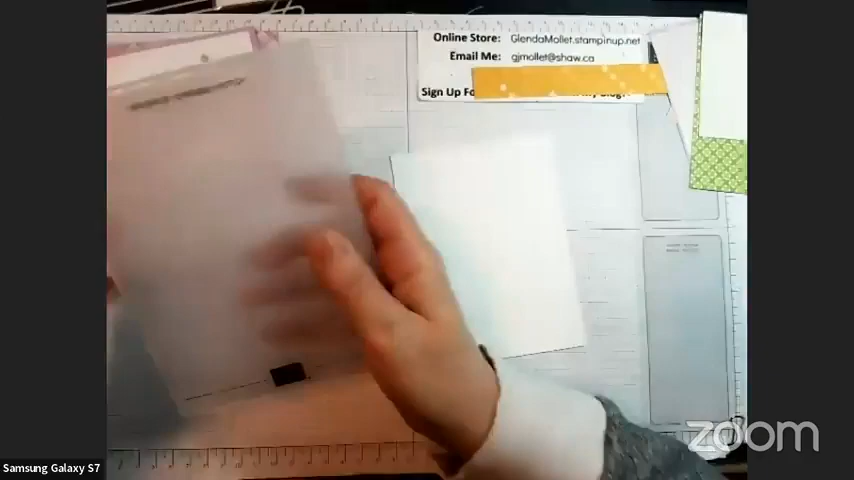 Online Store: GlendaMollet.stampinup.net
Email Me: gjmollet@shaw.ca
Sign Up Fo
zoom
Samsung Galaxy S7